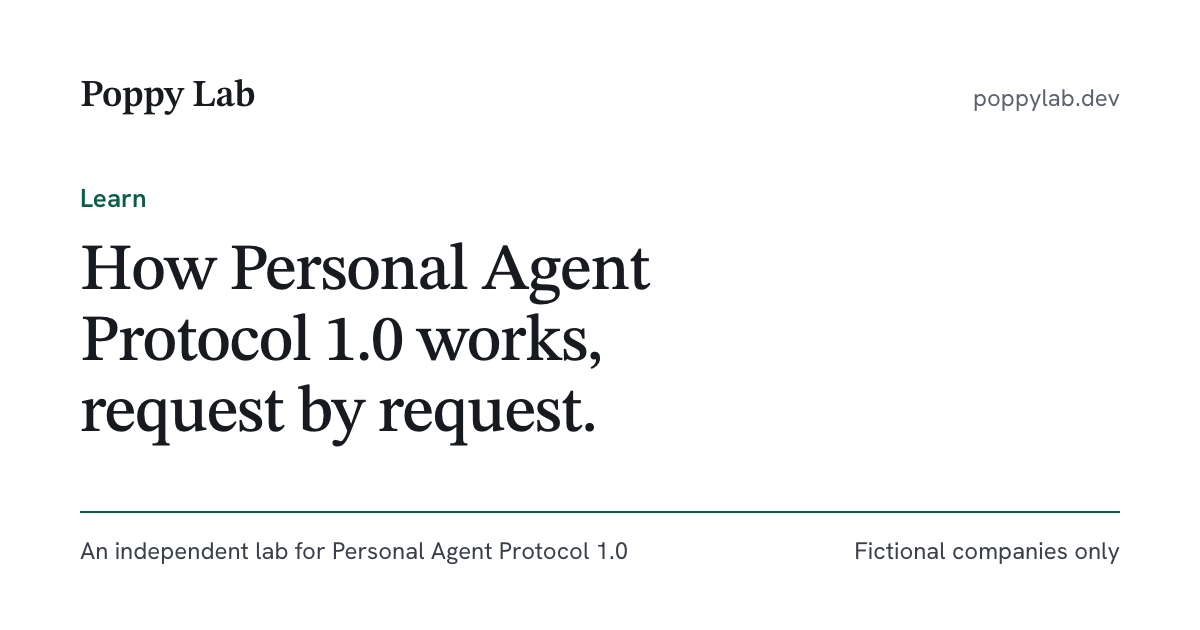 Poppy Lab
poppylab.dev
Learn
How Personal Agent
Protocol 1.0 works,
request by request.
An independent lab for Personal Agent Protocol 1.0
Fictional companies only